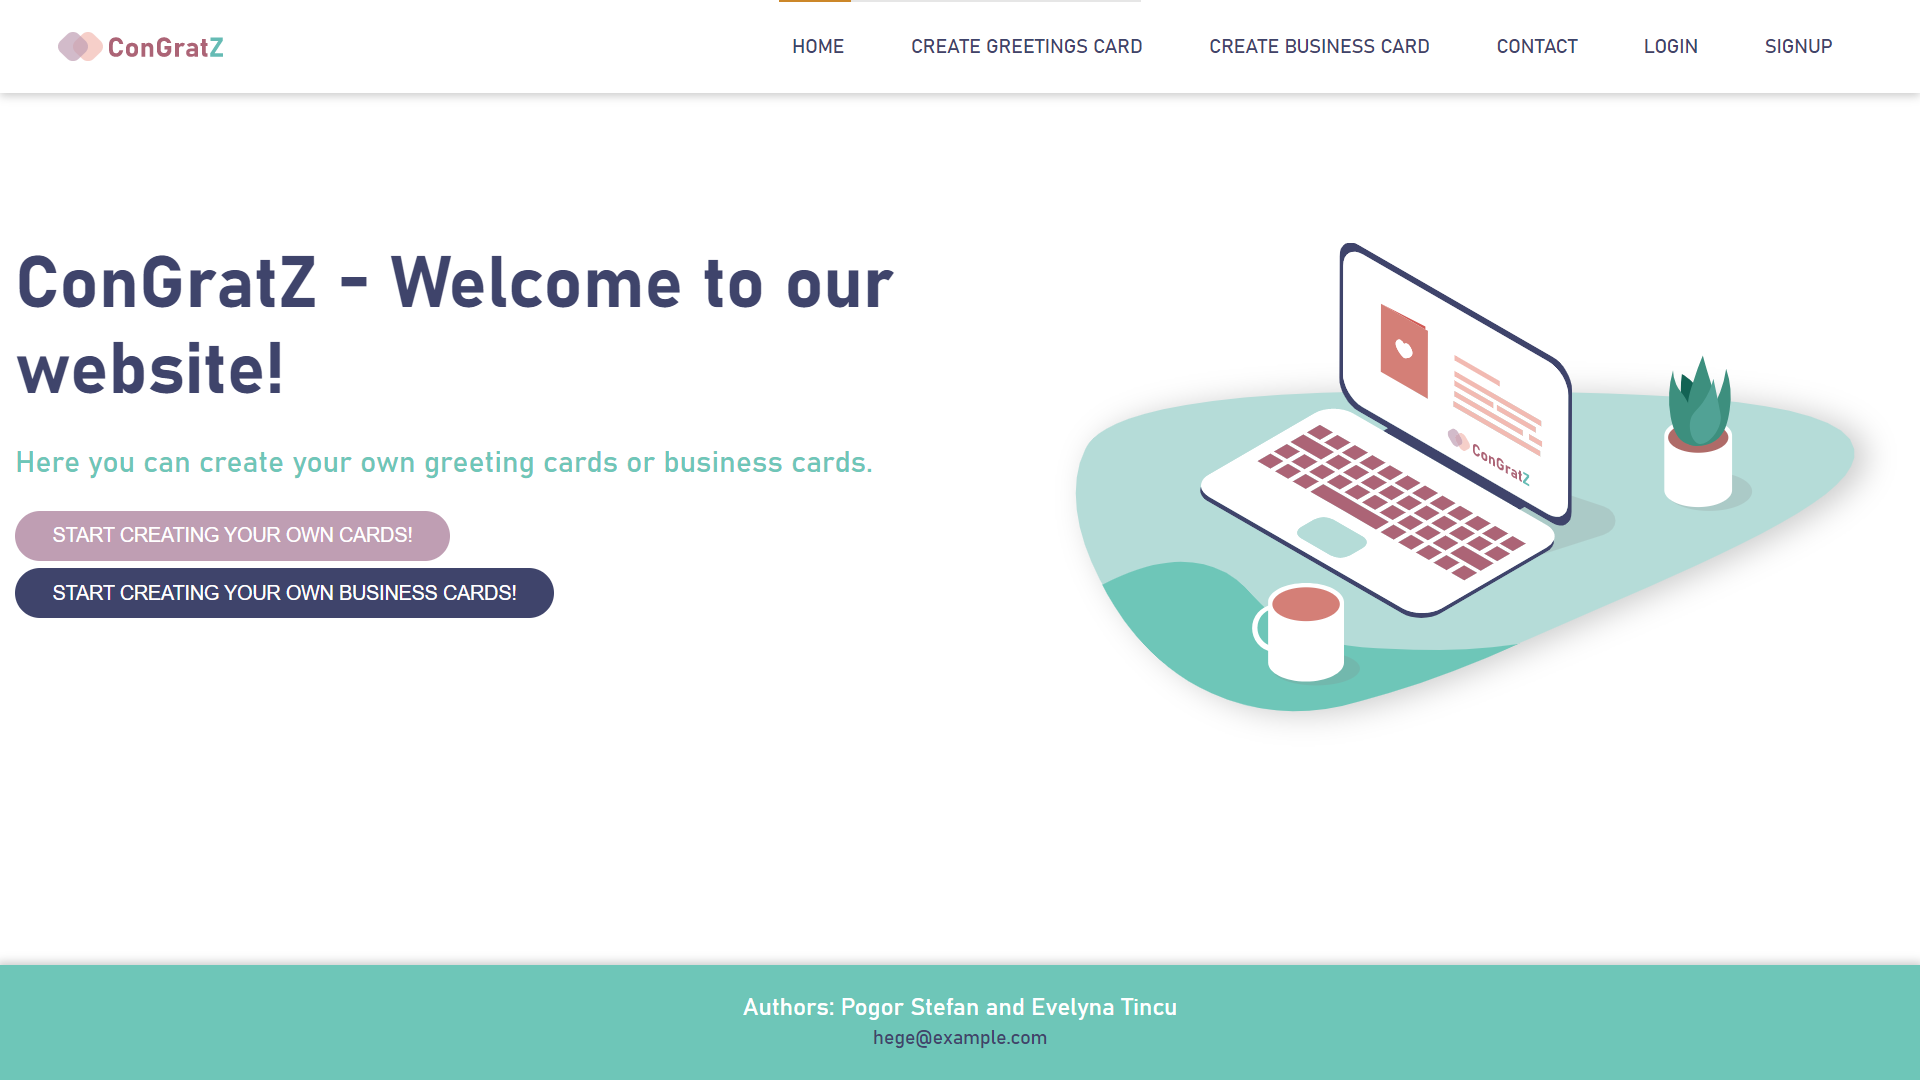 ConGratZ
HOME
CREATE GREETINGS CARD
CREATE BUSINESS CARD
CONTACT
LOGIN
SIGNUP
ConGratZ - Welcome to our
website!
Here you can create your own greeting cards or business cards.
START CREATING YOUR OWN CARDS!
START CREATING YOUR OWN BUSINESS CARDS!
ConGratZ
Authors: Pogor Stefan and Evelyna Tincu
hege@example.com